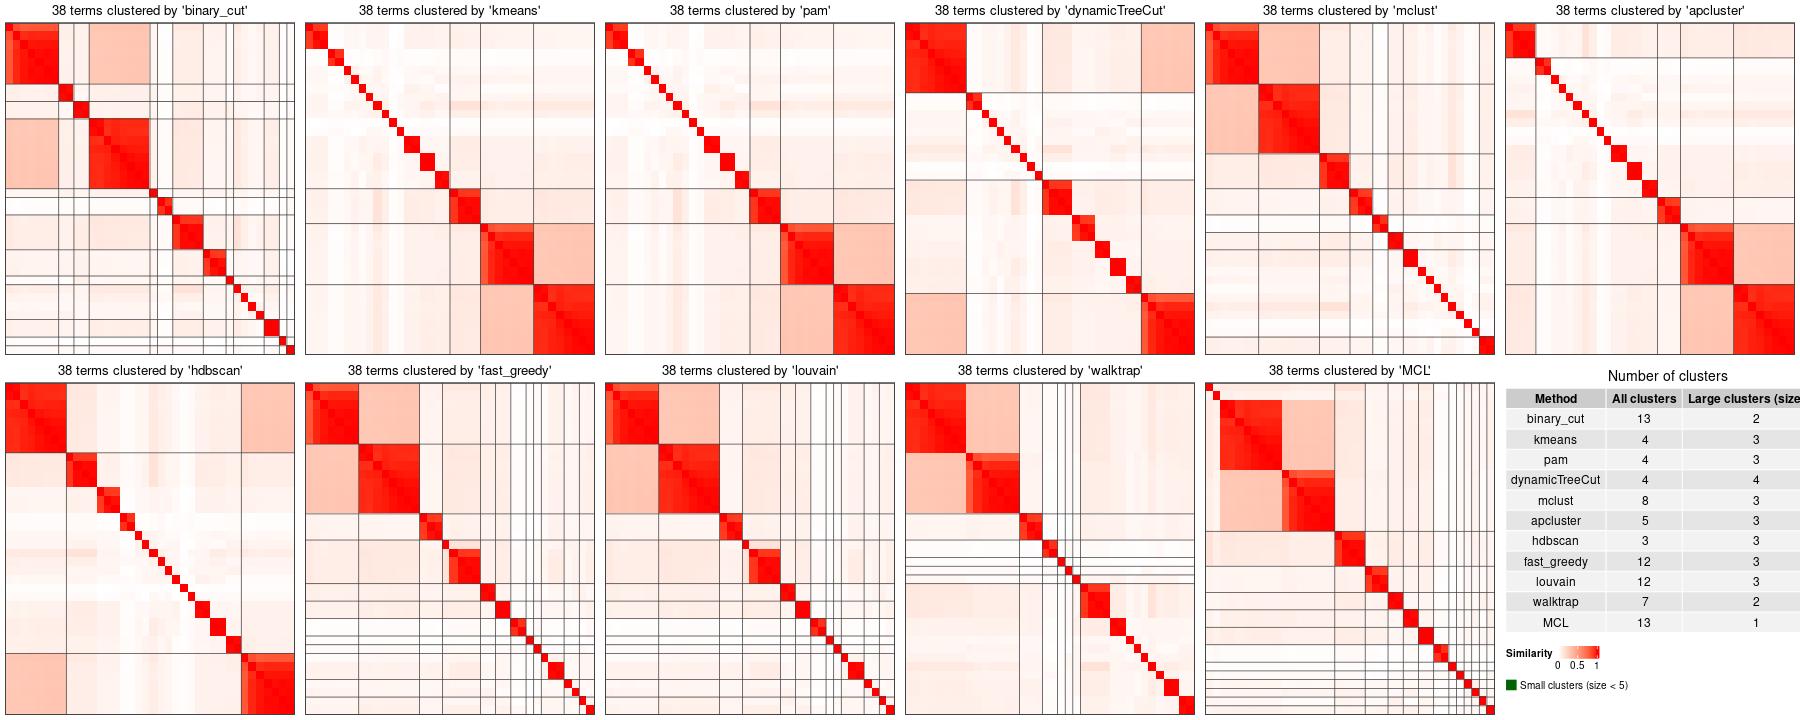 38 terms clustered by 'binary_cut'
38 terms clustered by 'kmeans'
38 terms clustered by 'pam'
38 terms clustered by 'dynamicTreeCut'
38 terms clustered by 'mclust'
38 terms clustered by 'apcluster'
38 terms clustered by 'hdbscan'
38 terms clustered by 'fast_greedy'
38 terms clustered by 'louvain'
38 terms clustered by 'walktrap'
38 terms clustered by 'MCL'
Number of clusters
Method All clusters Large clusters (size
binary_cut 13 2
kmeans 4 3
pam 4 3
dynamicTreeCut 4 4
mclust 8 3
apcluster 5 3
hdbscan 3 3
fast_greedy 12 3
louvain 12 3
walktrap 7 2
MCL 13 1
Similarity
0 0.5 1
Small clusters (size < 5)